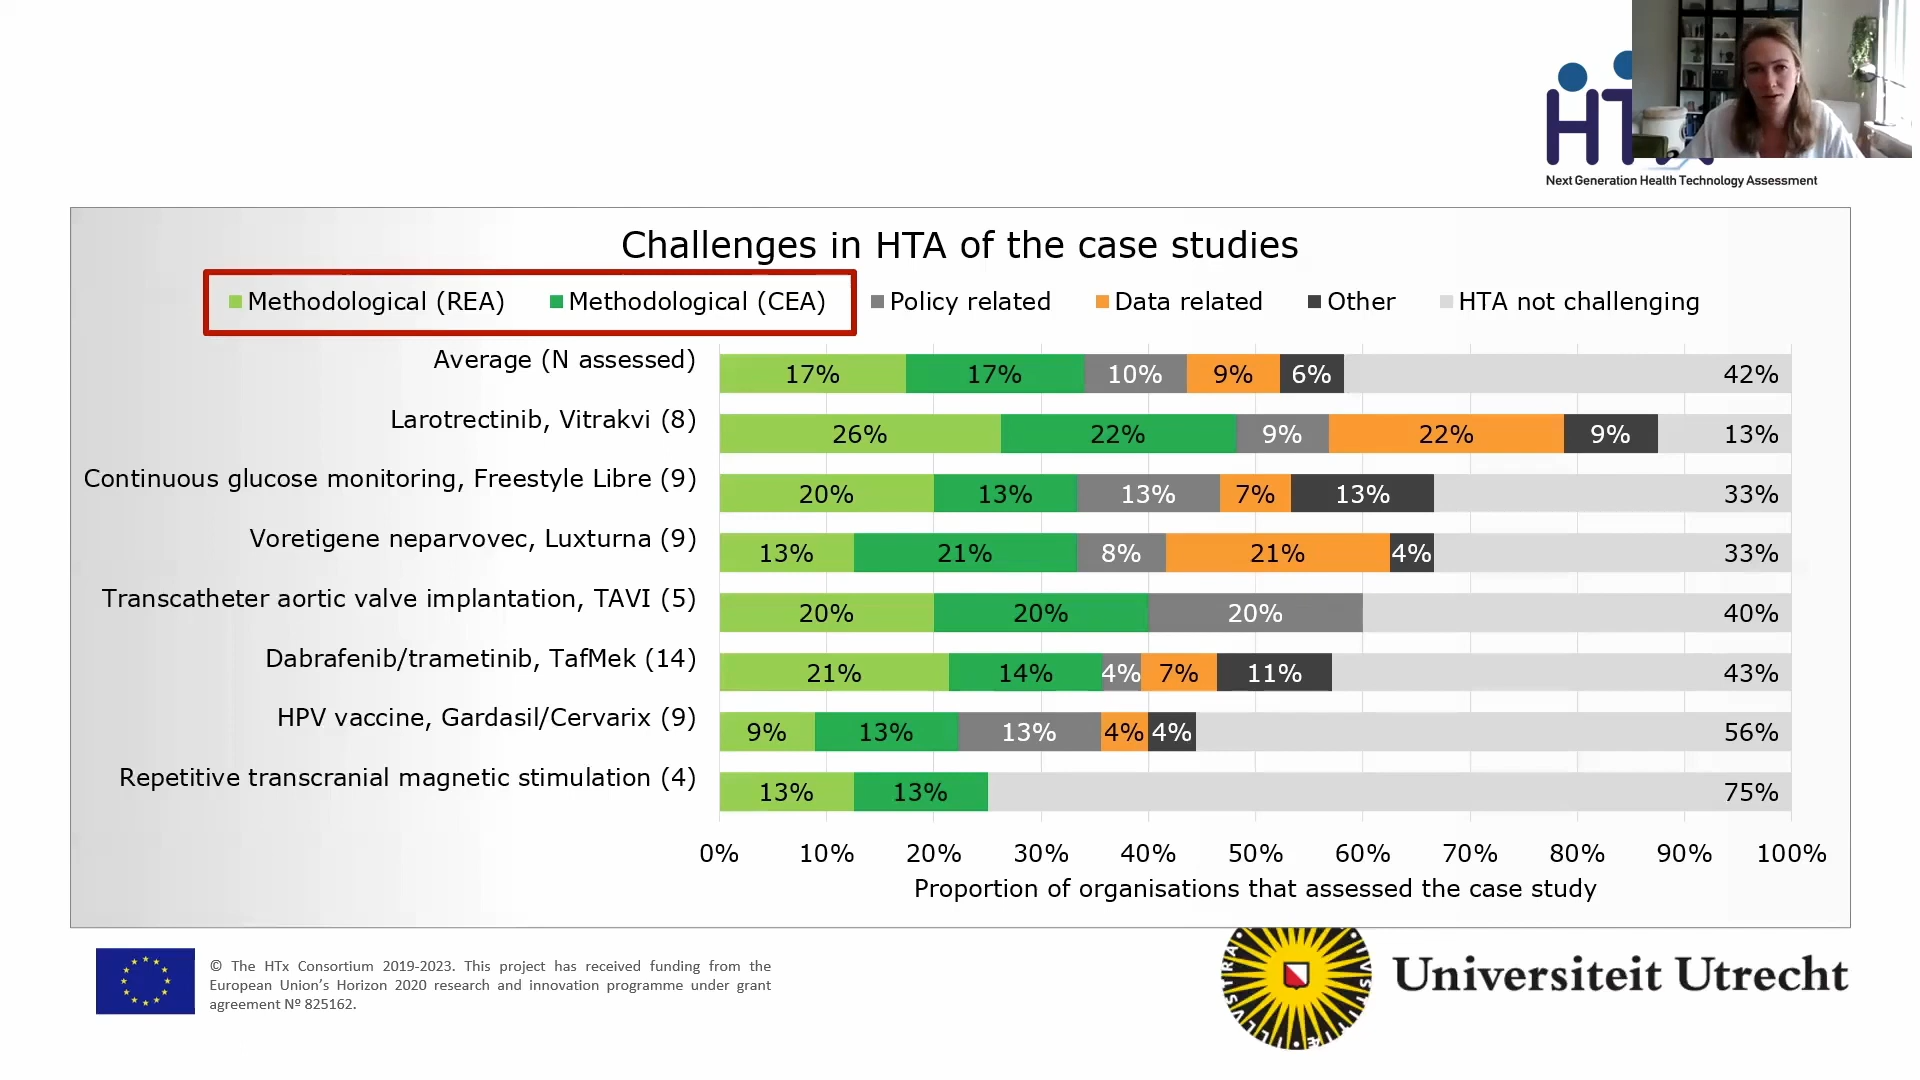 HTx
Next Generation Health Technology Assessment
Challenges in HTA of the case studies
Methodological (REA) Methodological (CEA) Policy related Data related Other HTA not challenging
Average (N assessed) 17% 17% 10% 9% 6% 42%
Larotrectinib, Vitrakvi (8) 26% 22% 9% 22% 9% 13%
Continuous glucose monitoring, Freestyle Libre (9) 20% 13% 13% 7% 13% 33%
Voretigene neparvovec, Luxturna (9) 13% 21% 8% 21% 4% 33%
Transcatheter aortic valve implantation, TAVI (5) 20% 20% 20% 40%
Dabrafenib/trametinib, TafMek (14) 21% 14% 4% 7% 11% 43%
HPV vaccine, Gardasil/Cervarix (9) 9% 13% 13% 4% 4% 56%
Repetitive transcranial magnetic stimulation (4) 13% 13% 75%
0% 10% 20% 30% 40% 50% 60% 70% 80% 90% 100%
Proportion of organisations that assessed the case study
© The HTx Consortium 2019-2023. This project has received funding from the
European Union’s Horizon 2020 research and innovation programme under grant
agreement Nº 825162.
Universiteit Utrecht